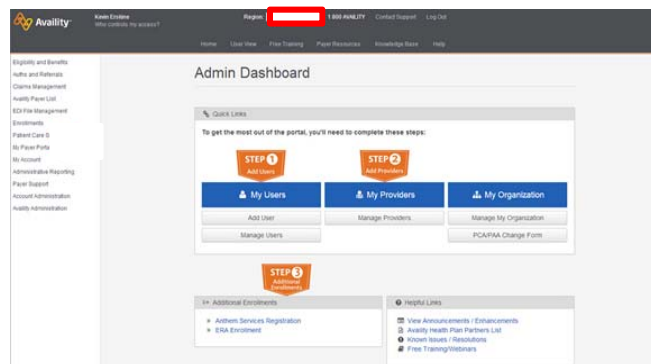 Availity
Kevin Erskine
Who controls my access?
Region:
1 800 AVAILITY
Contact Support
Log Out
Home
User View
Free Training
Payer Resources
Knowledge Base
Help
Eligibility and Benefits
Auths and Referrals
Claims Management
Availity Payer List
EDI File Management
Enrollments
Patient Care S
My Payer Porta
My Account
Administrative Reporting
Payer Support
Account Administration
Availity Administration
Admin Dashboard
Quick Links
To get the most out of the portal, you'll need to complete these steps:
STEP 1
Add Users
STEP 2
Add Providers
My Users
My Providers
My Organization
Add User
Manage Providers
Manage My Organization
Manage Users
PCA/PAA Change Form
STEP 3
Additional
Enrollments
Additional Enrollments
Helpful Links
Anthem Services Registration
ERA Enrollment
View Announcements / Enhancements
Availity Health Plan Partners List
Known Issues / Resolutions
Free Training/Webinars